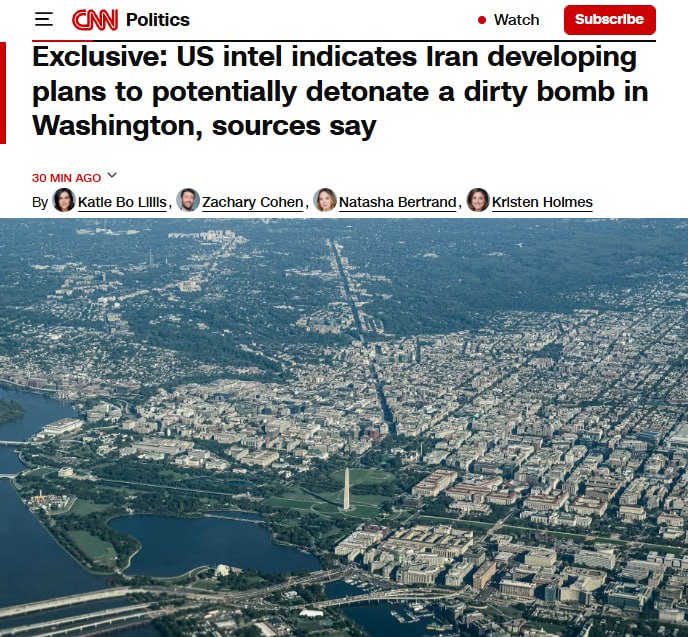 CNN Politics Watch Subscribe
Exclusive: US intel indicates Iran developing
plans to potentially detonate a dirty bomb in
Washington, sources say
30 MIN AGO
By Katie Bo Lillis, Zachary Cohen, Natasha Bertrand, Kristen Holmes